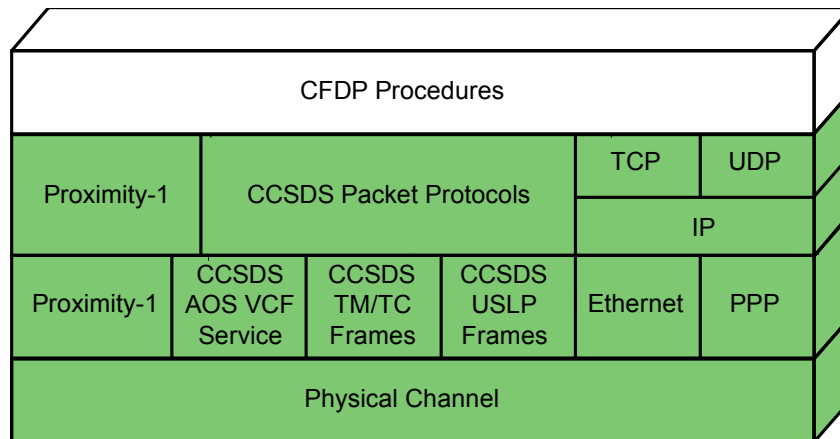 CFDP Procedures
Proximity-1
CCSDS Packet Protocols
TCP
UDP
IP
Proximity-1
CCSDS
AOS VCF
Service
CCSDS
TM/TC
Frames
CCSDS
USLP
Frames
Ethernet
PPP
Physical Channel